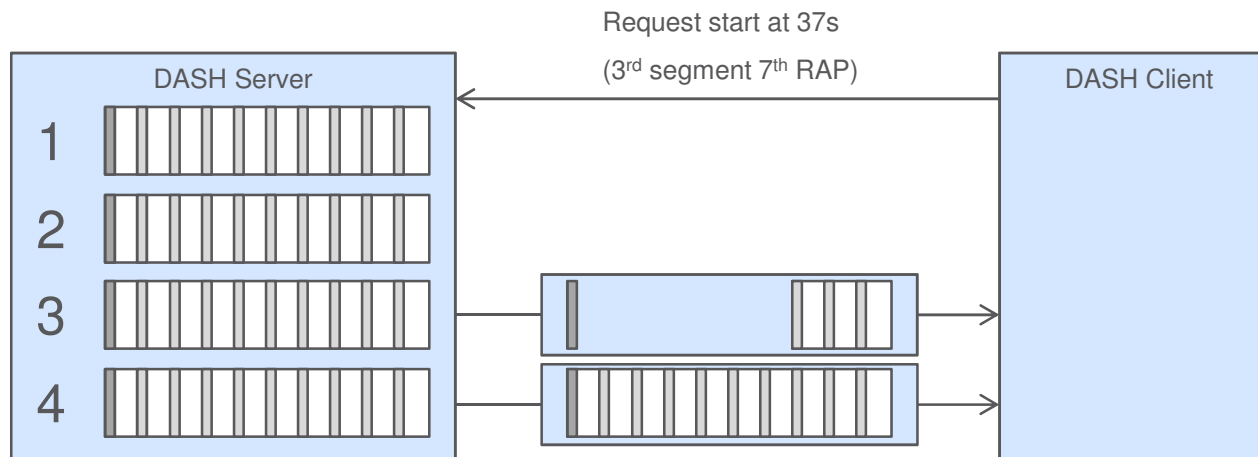 Request start at 37s
(3rd segment 7th RAP)
DASH Server
DASH Client
1
2
3
4